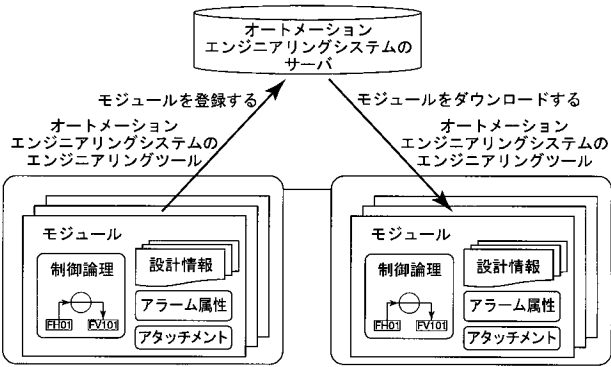 オートメーション
エンジニアリングシステムの
サーバ
モジュールを登録する
モジュールをダウンロードする
オートメーション
エンジニアリングシステムの
エンジニアリングツール
オートメーション
エンジニアリングシステムの
エンジニアリングツール
モジュール
制御論理
FH01
FV101
設計情報
アラーム属性
アタッチメント
モジュール
制御論理
FH01
FV101
設計情報
アラーム属性
アタッチメント